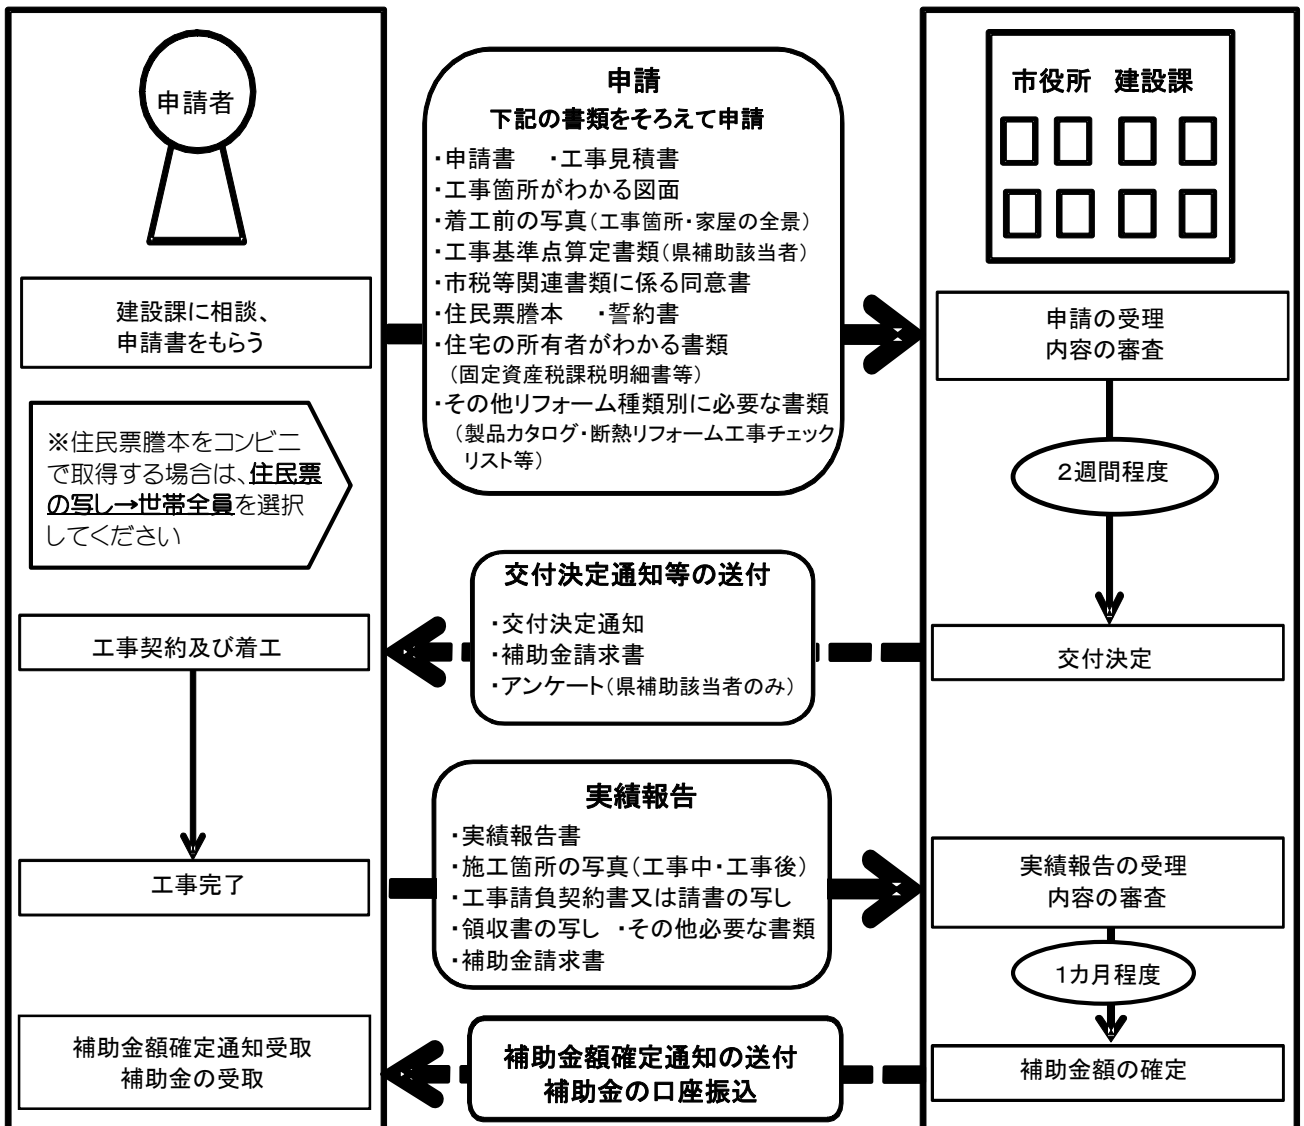 申請者
建設課に相談、
申請書をもらう
※住民票謄本をコンビニ
で取得する場合は、住民票
の写し→世帯全員を選択
してください
工事契約及び着工
工事完了
補助金額確定通知受取
補助金の受取
申請
下記の書類をそろえて申請
・申請書 ・工事見積書
・工事箇所がわかる図面
・着工前の写真(工事箇所・家屋の全景)
・工事基準点算定書類(県補助該当者)
・市税等関連書類に係る同意書
・住民票謄本 ・誓約書
・住宅の所有者がわかる書類
(固定資産税課税明細書等)
・その他リフォーム種類別に必要な書類
(製品カタログ・断熱リフォーム工事チェック
リスト等)
交付決定通知等の送付
・交付決定通知
・補助金請求書
・アンケート(県補助該当者のみ)
実績報告
・実績報告書
・施工箇所の写真(工事中・工事後)
・工事請負契約書又は請書の写し
・領収書の写し ・その他必要な書類
・補助金請求書
補助金額確定通知の送付
補助金の口座振込
市役所 建設課
申請の受理
内容の審査
2週間程度
交付決定
実績報告の受理
内容の審査
1カ月程度
補助金額の確定